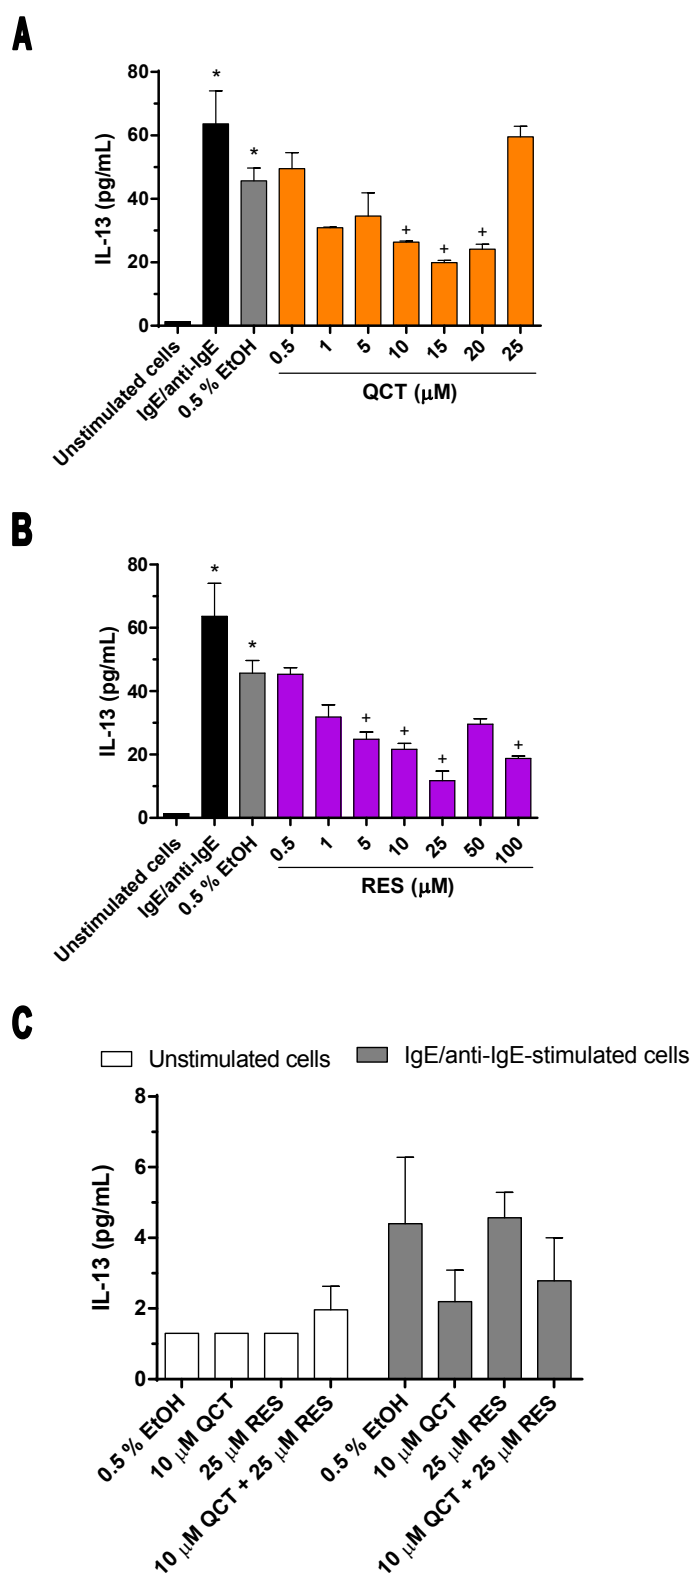 A
*
*
+
+
+
80
60
40
20
0
IL-13 (pg/mL)
Unstimulated cells
IgE/anti-IgE
0.5 % EtOH
0.5
1
5
10
15
20
25
QCT (μM)
B
*
*
+
+
+
+
80
60
40
20
0
IL-13 (pg/mL)
Unstimulated cells
IgE/anti-IgE
0.5 % EtOH
0.5
1
5
10
25
50
100
RES (μM)
C
Unstimulated cells
IgE/anti-IgE-stimulated cells
8
6
4
2
0
IL-13 (pg/mL)
0.5 % EtOH
10 μM QCT
25 μM RES
10 μM QCT + 25 μM RES
0.5 % EtOH
10 μM QCT
25 μM RES
10 μM QCT + 25 μM RES